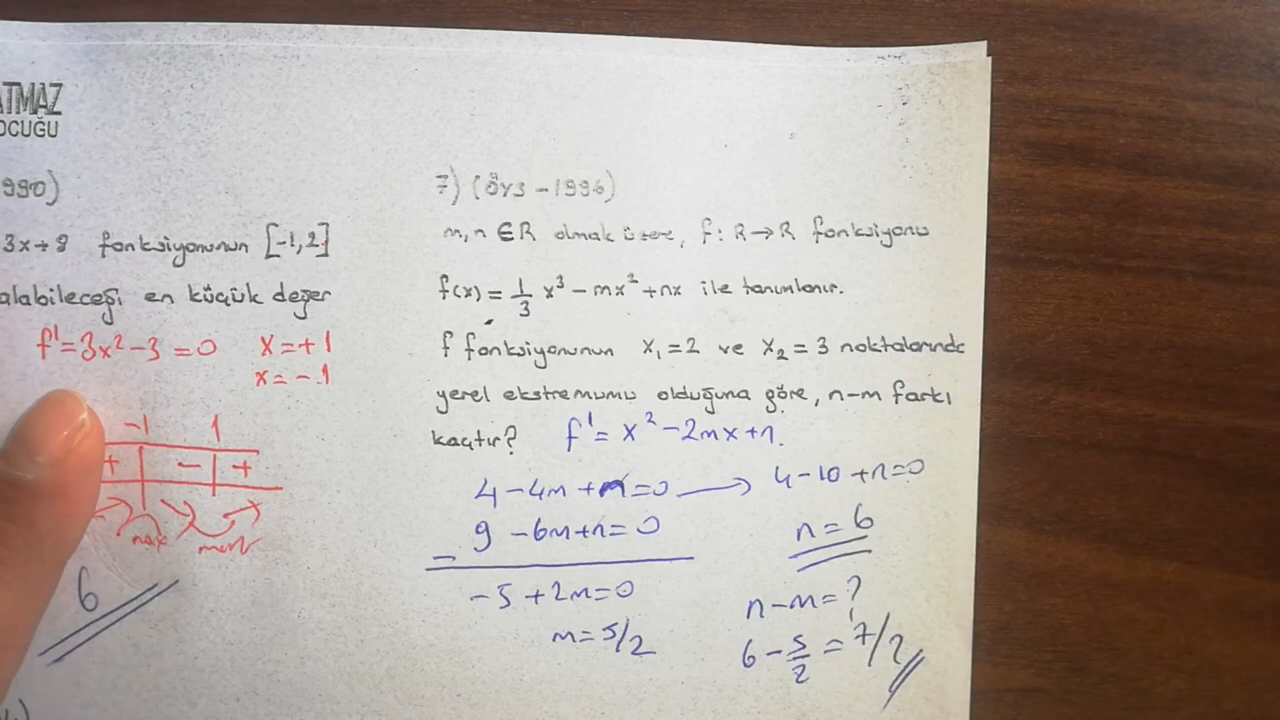 ATMAZ
OCUĞU
990)
3x+8 fonksiyonunun [-1,2]
alabileceği en küçük değer
f'=3x²-3=0 x=+1
x=-1
-1 1
+ - +
max min
6
7) (ÖYS-1996)
m,n ∈R olmak üzere, f: R→R fonksiyonu
f(x)= 1/3 x³-mx²+nx ile tanımlanır.
f fonksiyonunun x₁=2 ve x₂=3 noktalarında
yerel ekstremumu olduğuna göre, n-m farkı
kaçtır? f'= x²-2mx+n.
4-4m+n=0 → 4-10+n=0
9-6m+n=0
n=6
-5+2m=0
n-m=?
m=5/2
6-5/2=7/2